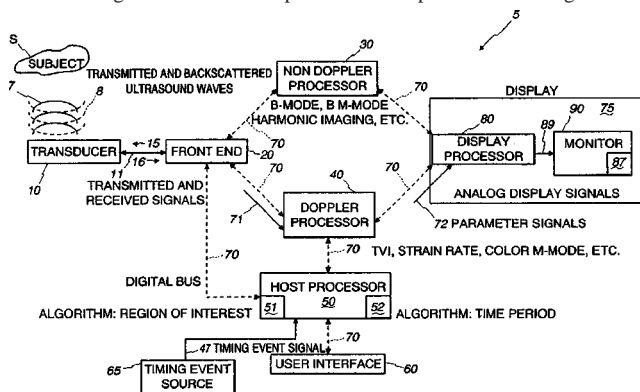 5
S
SUBJECT
7
8
TRANSMITTED AND BACKSCATTERED
ULTRASOUND WAVES
30
NON DOPPLER
PROCESSOR
70
B-MODE, B M-MODE
HARMONIC IMAGING, ETC.
70
DISPLAY
75
80
DISPLAY
PROCESSOR
89
90
MONITOR
87
ANALOG DISPLAY SIGNALS
72 PARAMETER SIGNALS
TRANSDUCER
10
15
16
11
FRONT END
20
TRANSMITTED AND
RECEIVED SIGNALS
70
71
40
DOPPLER
PROCESSOR
70
70
TVI, STRAIN RATE, COLOR M-MODE, ETC.
70
DIGITAL BUS
HOST PROCESSOR
51
50
52
ALGORITHM: REGION OF INTEREST
ALGORITHM: TIME PERIOD
47 TIMING EVENT SIGNAL
70
65
TIMING EVENT
SOURCE
USER INTERFACE
60